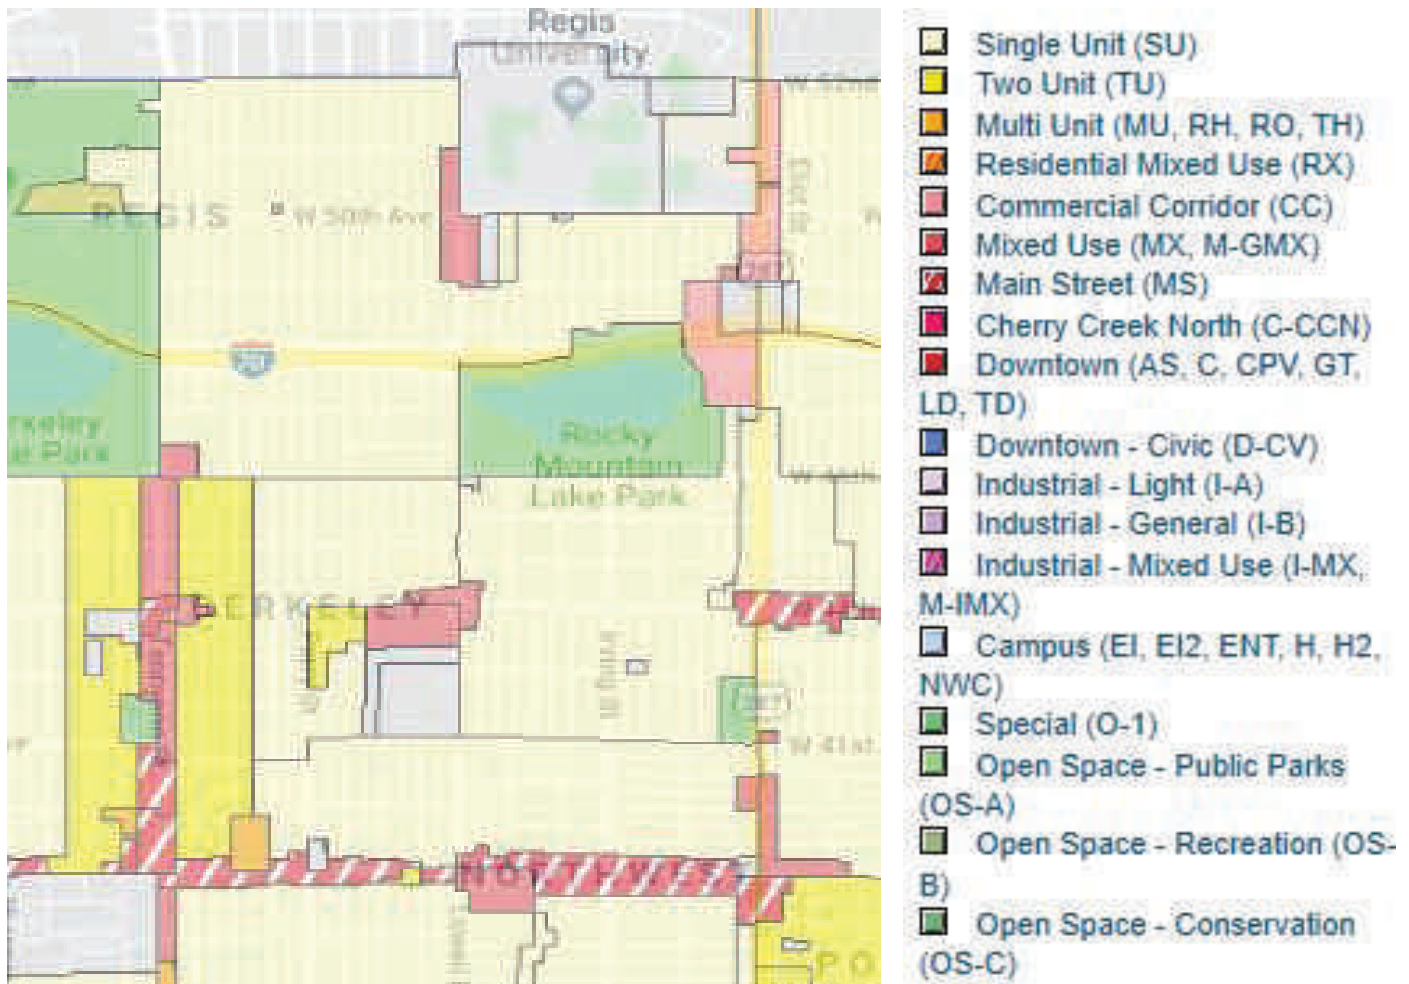 Regis
University
W 52nd
REGIS
W 50th Ave
Rocky
Mountain
Lake Park
BERKELEY
W 41st
Single Unit (SU)
Two Unit (TU)
Multi Unit (MU, RH, RO, TH)
Residential Mixed Use (RX)
Commercial Corridor (CC)
Mixed Use (MX, M-GMX)
Main Street (MS)
Cherry Creek North (C-CCN)
Downtown (AS, C, CPV, GT,
LD, TD)
Downtown - Civic (D-CV)
Industrial - Light (I-A)
Industrial - General (I-B)
Industrial - Mixed Use (I-MX,
M-IMX)
Campus (EI, EI2, ENT, H, H2,
NWC)
Special (O-1)
Open Space - Public Parks
(OS-A)
Open Space - Recreation (OS-
B)
Open Space - Conservation
(OS-C)